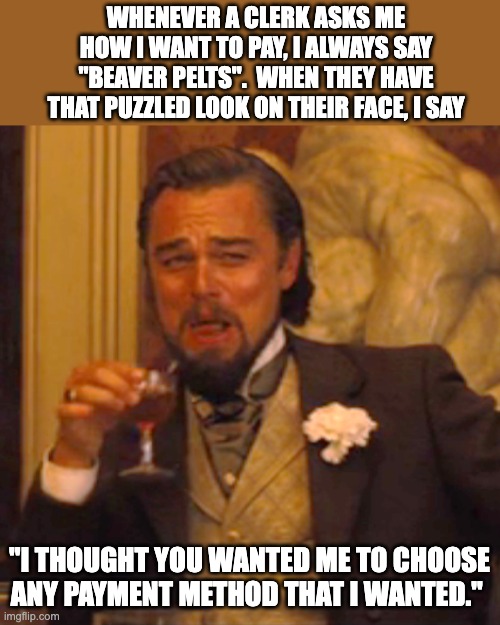 WHENEVER A CLERK ASKS ME
HOW I WANT TO PAY, I ALWAYS SAY
"BEAVER PELTS".  WHEN THEY HAVE
THAT PUZZLED LOOK ON THEIR FACE, I SAY
"I THOUGHT YOU WANTED ME TO CHOOSE
ANY PAYMENT METHOD THAT I WANTED."
imgflip.com